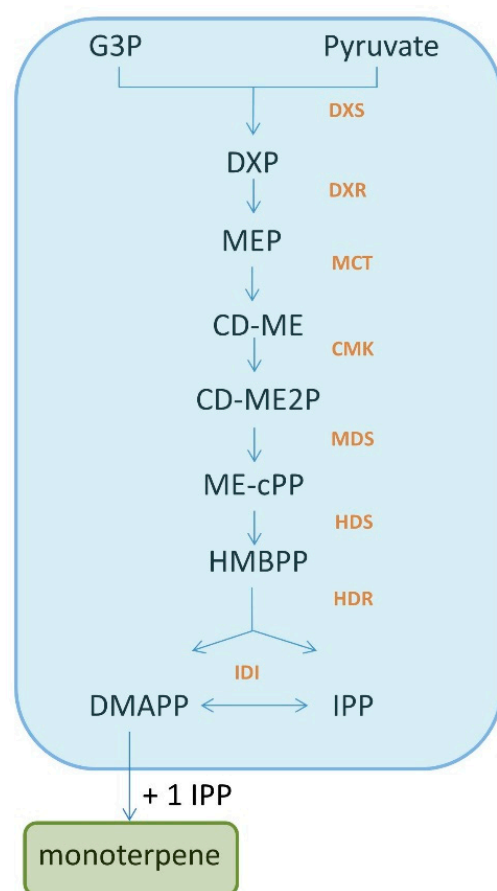 G3P Pyruvate
DXS
DXP
DXR
MEP
MCT
CD-ME
CMK
CD-ME2P
MDS
ME-cPP
HDS
HMBPP
HDR
IDI
DMAPP IPP
+ 1 IPP
monoterpene